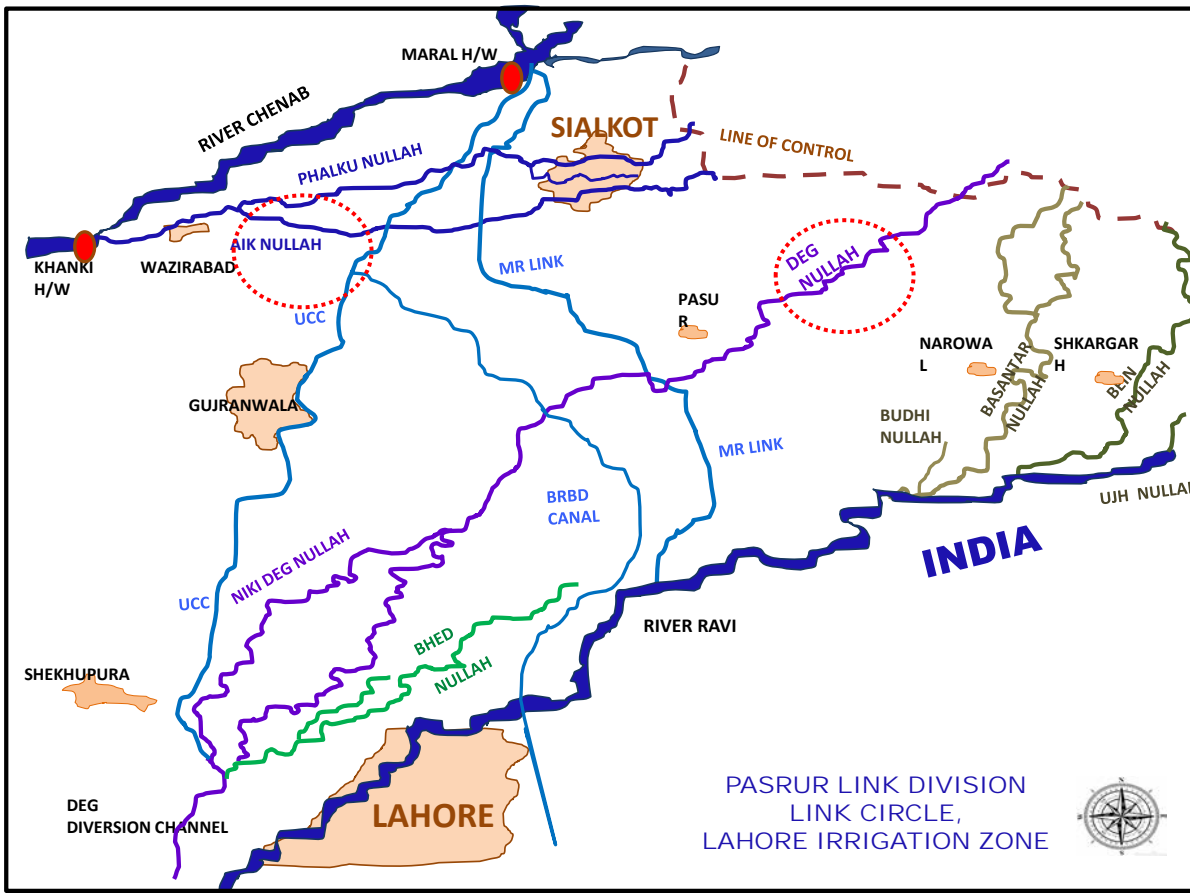 MARAL H/W
RIVER CHENAB
SIALKOT
LINE OF CONTROL
PHALKU NULLAH
AIK NULLAH
KHANKI
H/W
WAZIRABAD
MR LINK
DEG
NULLAH
UCC
PASU
R
NAROWA
L
SHKARGAR
H
BASANTAR
NULLAH
BEIN
NULLAH
GUJRANWALA
BUDHI
NULLAH
MR LINK
UJH NULLAH
BRBD
CANAL
INDIA
NIKI DEG NULLAH
UCC
BHED
NULLAH
RIVER RAVI
SHEKHUPURA
DEG
DIVERSION CHANNEL
LAHORE
PASRUR LINK DIVISION
LINK CIRCLE,
LAHORE IRRIGATION ZONE